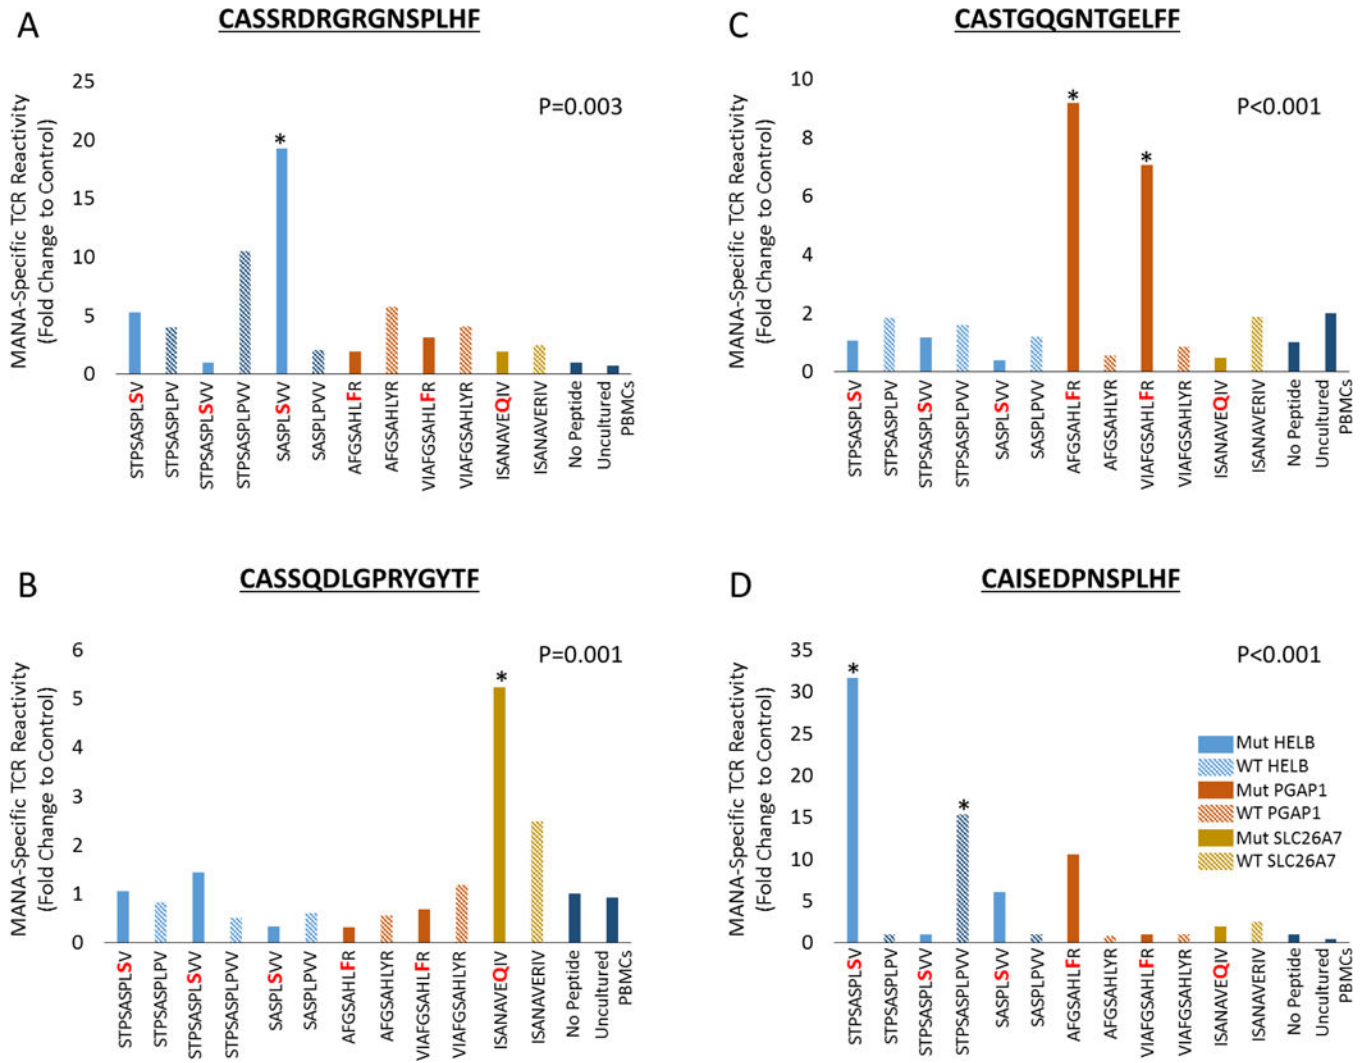 A
CASSRDRGRGNSPLHF
P=0.003
MANA-Specific TCR Reactivity
(Fold Change to Control)
25
20
15
10
5
0
*
STPSASPLSV
STPSASPLPV
STPSASPLSVV
STPSASPLPVV
SASPLSVV
SASPLPVV
AFGSAHLFR
AFGSAHLYR
VIAFGSAHLFR
VIAFGSAHLYR
ISANAVEQIV
ISANAVERIV
No Peptide
Uncultured
PBMCs
C
CASTGQGNTGELFF
P<0.001
MANA-Specific TCR Reactivity
(Fold Change to Control)
10
8
6
4
2
0
*
*
STPSASPLSV
STPSASPLPV
STPSASPLSVV
STPSASPLPVV
SASPLSVV
SASPLPVV
AFGSAHLFR
AFGSAHLYR
VIAFGSAHLFR
VIAFGSAHLYR
ISANAVEQIV
ISANAVERIV
No Peptide
Uncultured
PBMCs
B
CASSQDLGPRYGYTF
P=0.001
MANA-Specific TCR Reactivity
(Fold Change to Control)
6
5
4
3
2
1
0
*
STPSASPLSV
STPSASPLPV
STPSASPLSVV
STPSASPLPVV
SASPLSVV
SASPLPVV
AFGSAHLFR
AFGSAHLYR
VIAFGSAHLFR
VIAFGSAHLYR
ISANAVEQIV
ISANAVERIV
No Peptide
Uncultured
PBMCs
D
CAISEDPNSPLHF
P<0.001
MANA-Specific TCR Reactivity
(Fold Change to Control)
35
30
25
20
15
10
5
0
*
*
Mut HELB
WT HELB
Mut PGAP1
WT PGAP1
Mut SLC26A7
WT SLC26A7
STPSASPLSV
STPSASPLPV
STPSASPLSVV
STPSASPLPVV
SASPLSVV
SASPLPVV
AFGSAHLFR
AFGSAHLYR
VIAFGSAHLFR
VIAFGSAHLYR
ISANAVEQIV
ISANAVERIV
No Peptide
Uncultured
PBMCs